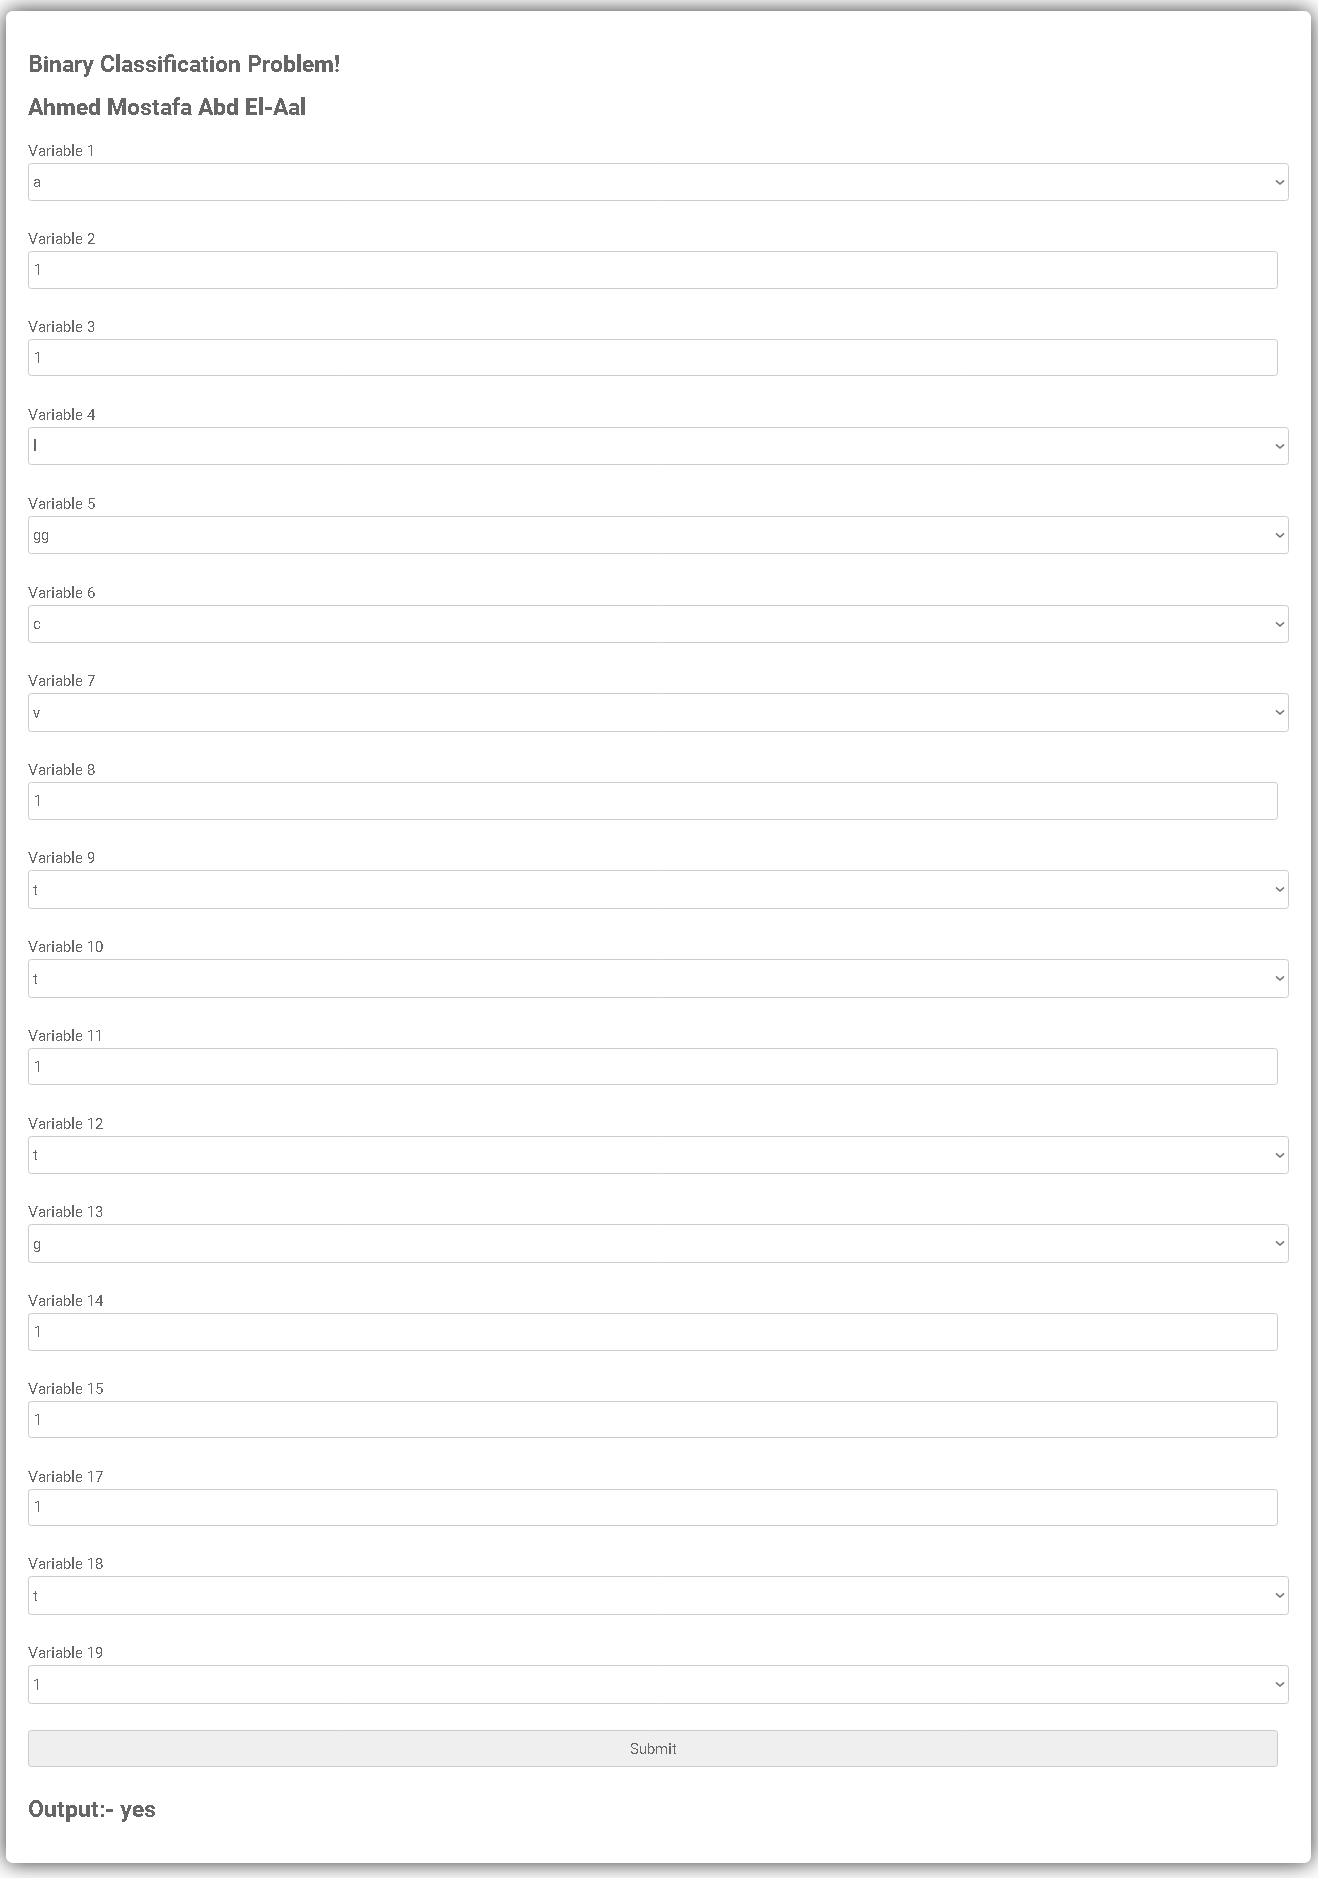 Binary Classification Problem!
Ahmed Mostafa Abd El-Aal
Variable 1
a
Variable 2
1
Variable 3
1
Variable 4
l
Variable 5
gg
Variable 6
c
Variable 7
v
Variable 8
1
Variable 9
t
Variable 10
t
Variable 11
1
Variable 12
t
Variable 13
g
Variable 14
1
Variable 15
1
Variable 17
1
Variable 18
t
Variable 19
1
Submit
Output:- yes